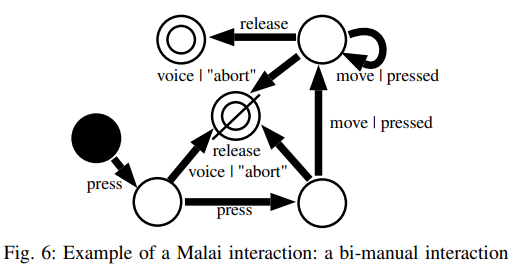 release
voice | "abort"
move | pressed
move | pressed
release
voice | "abort"
press
press
Fig. 6: Example of a Malai interaction: a bi-manual interaction